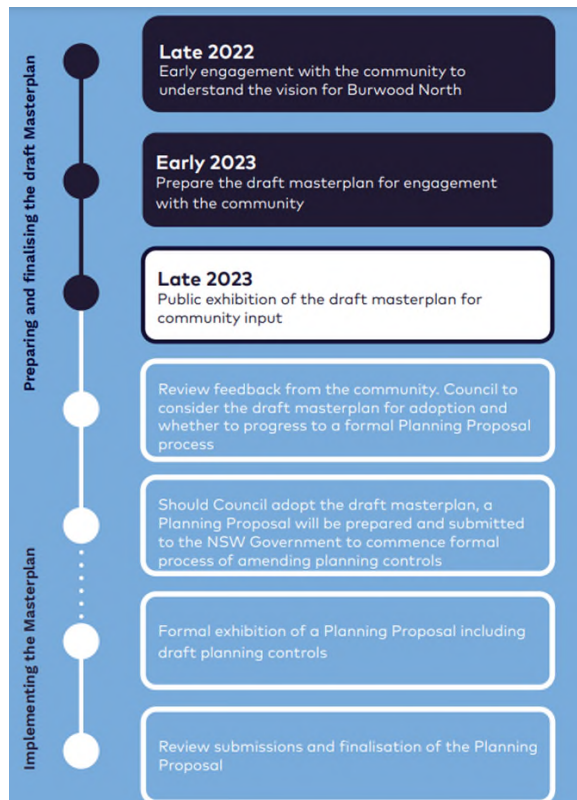 Preparing and finalising the draft Masterplan
Late 2022
Early engagement with the community to
understand the vision for Burwood North
Early 2023
Prepare the draft masterplan for engagement
with the community
Late 2023
Public exhibition of the draft masterplan for
community input
Review feedback from the community. Council to
consider the draft masterplan for adoption and
whether to progress to a formal Planning Proposal
process
Implementing the Masterplan
Should Council adopt the draft masterplan, a
Planning Proposal will be prepared and submitted
to the NSW Government to commence formal
process of amending planning controls
Formal exhibition of a Planning Proposal including
draft planning controls
Review submissions and finalisation of the Planning
Proposal